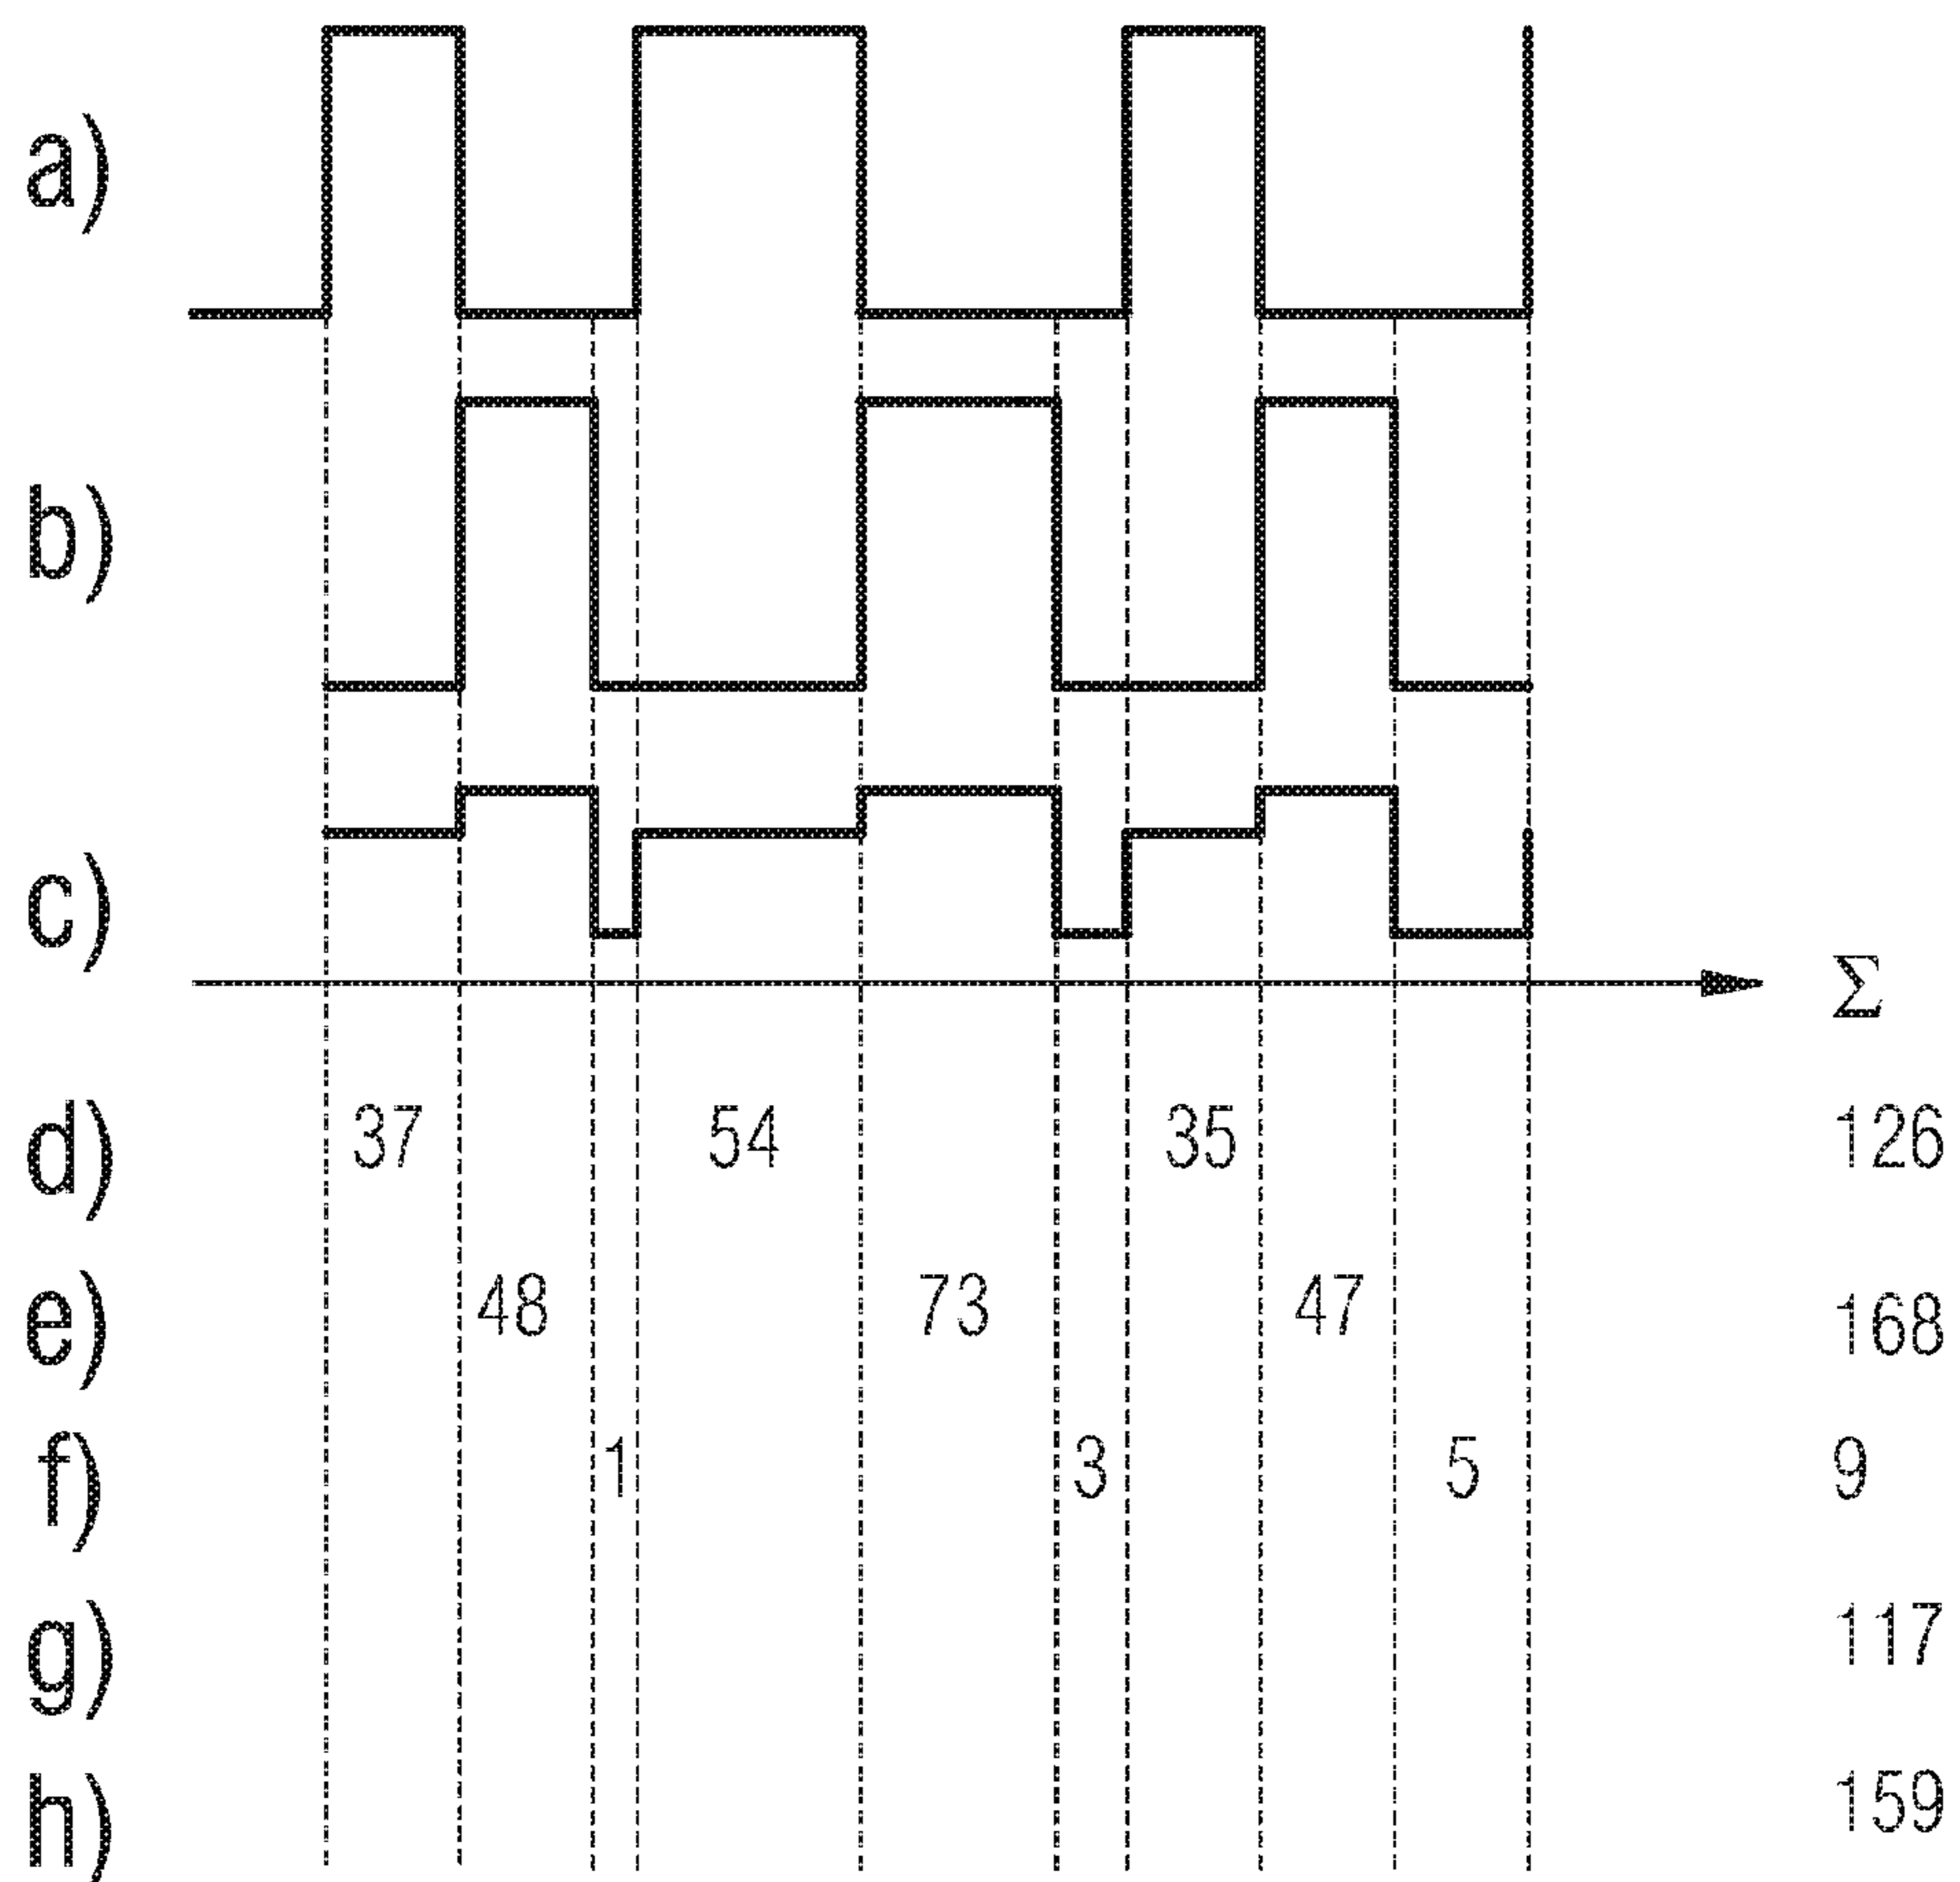 a)
b)
c)
Σ
d) 37 54 35 126
e) 48 73 47 168
f) 1 3 5 9
g) 117
h) 159